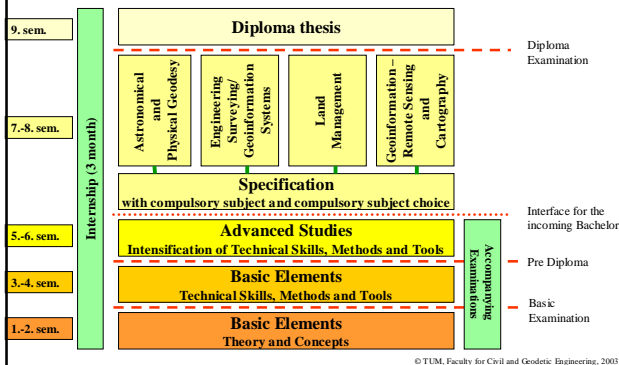 9. sem.
Diploma thesis
Diploma
Examination
7.-8. sem.
Internship (3 month)
Astronomical
and
Physical Geodesy
Engineering
Surveying/
Geoinformation
Systems
Land
Management
Geoinformation –
Remote Sensing
and
Cartography
Specification
with compulsory subject and compulsory subject choice
Interface for the
incoming Bachelor
5.-6. sem.
Advanced Studies
Intensification of Technical Skills, Methods and Tools
Accompanying
Examinations
Pre Diploma
3.-4. sem.
Basic Elements
Technical Skills, Methods and Tools
Basic
Examination
1.-2. sem.
Basic Elements
Theory and Concepts
© TUM, Faculty for Civil and Geodetic Engineering, 2003